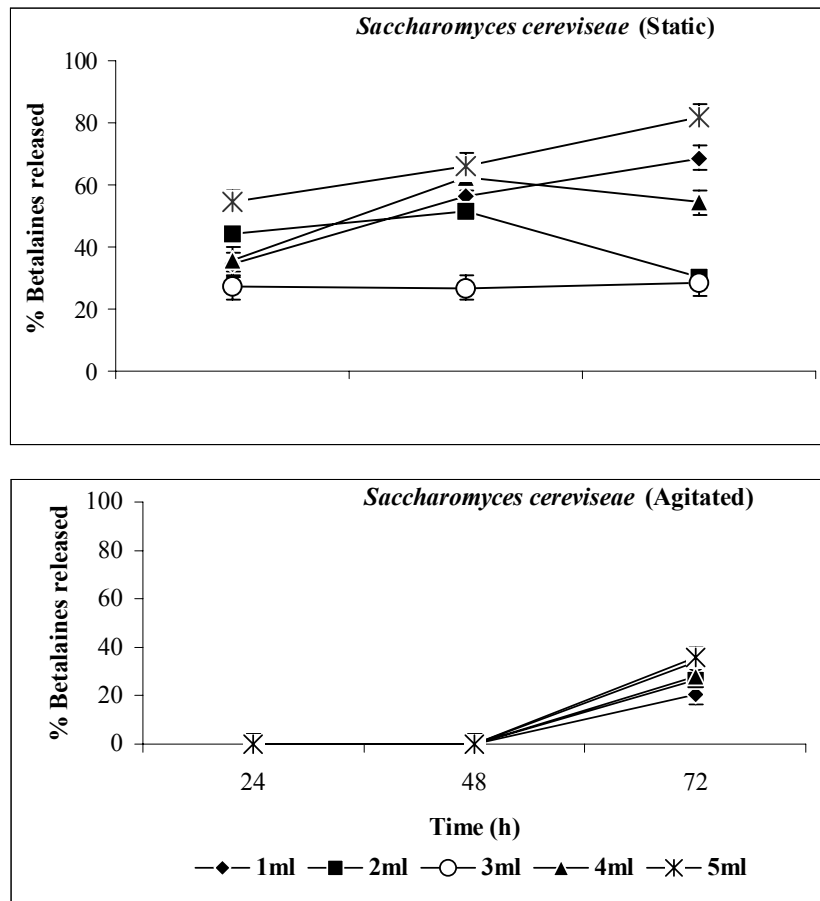 Saccharomyces cereviseae (Static)
% Betalaines released
100
80
60
40
20
0
Saccharomyces cereviseae (Agitated)
% Betalaines released
100
80
60
40
20
0
24 48 72
Time (h)
1ml 2ml 3ml 4ml 5ml